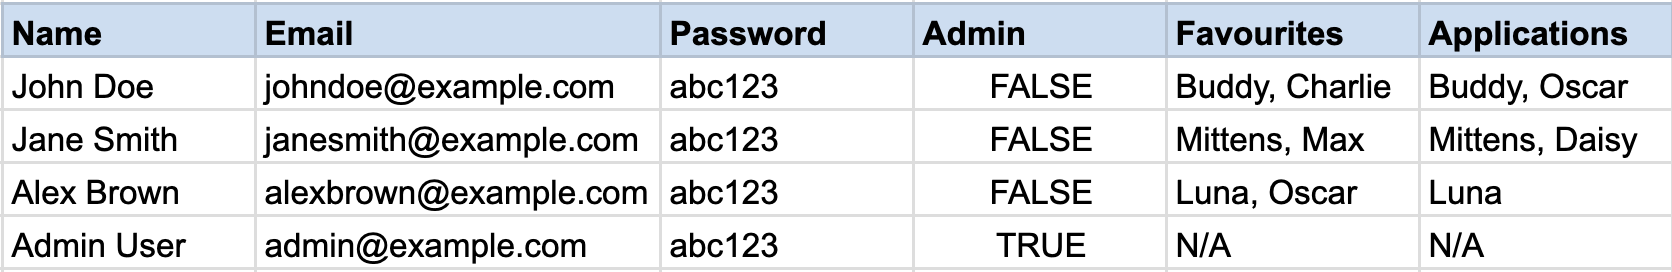 Name Email Password Admin Favourites Applications
John Doe johndoe@example.com abc123 FALSE Buddy, Charlie Buddy, Oscar
Jane Smith janesmith@example.com abc123 FALSE Mittens, Max Mittens, Daisy
Alex Brown alexbrown@example.com abc123 FALSE Luna, Oscar Luna
Admin User admin@example.com abc123 TRUE N/A N/A